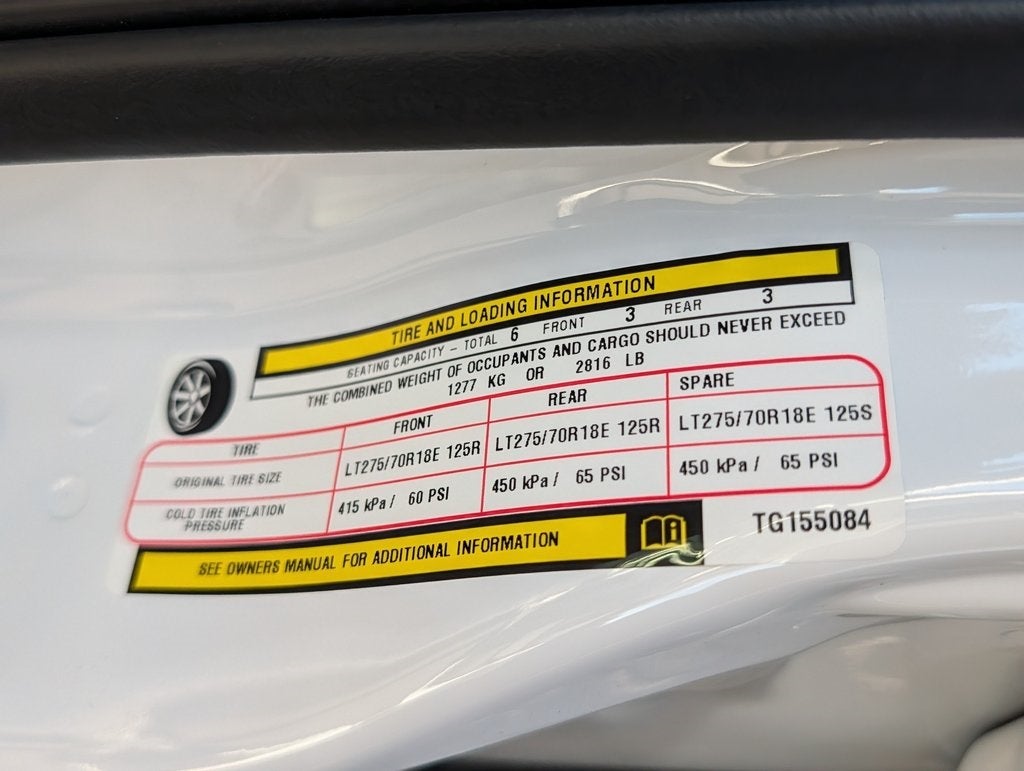 TIRE AND LOADING INFORMATION
SEATING CAPACITY – TOTAL 6 FRONT 3 REAR 3
THE COMBINED WEIGHT OF OCCUPANTS AND CARGO SHOULD NEVER EXCEED
1277 KG OR 2816 LB
TIRE FRONT REAR SPARE
ORIGINAL TIRE SIZE LT275/70R18E 125R LT275/70R18E 125R LT275/70R18E 125S
COLD TIRE INFLATION
PRESSURE 415 kPa / 60 PSI 450 kPa / 65 PSI 450 kPa / 65 PSI
SEE OWNERS MANUAL FOR ADDITIONAL INFORMATION
TG155084